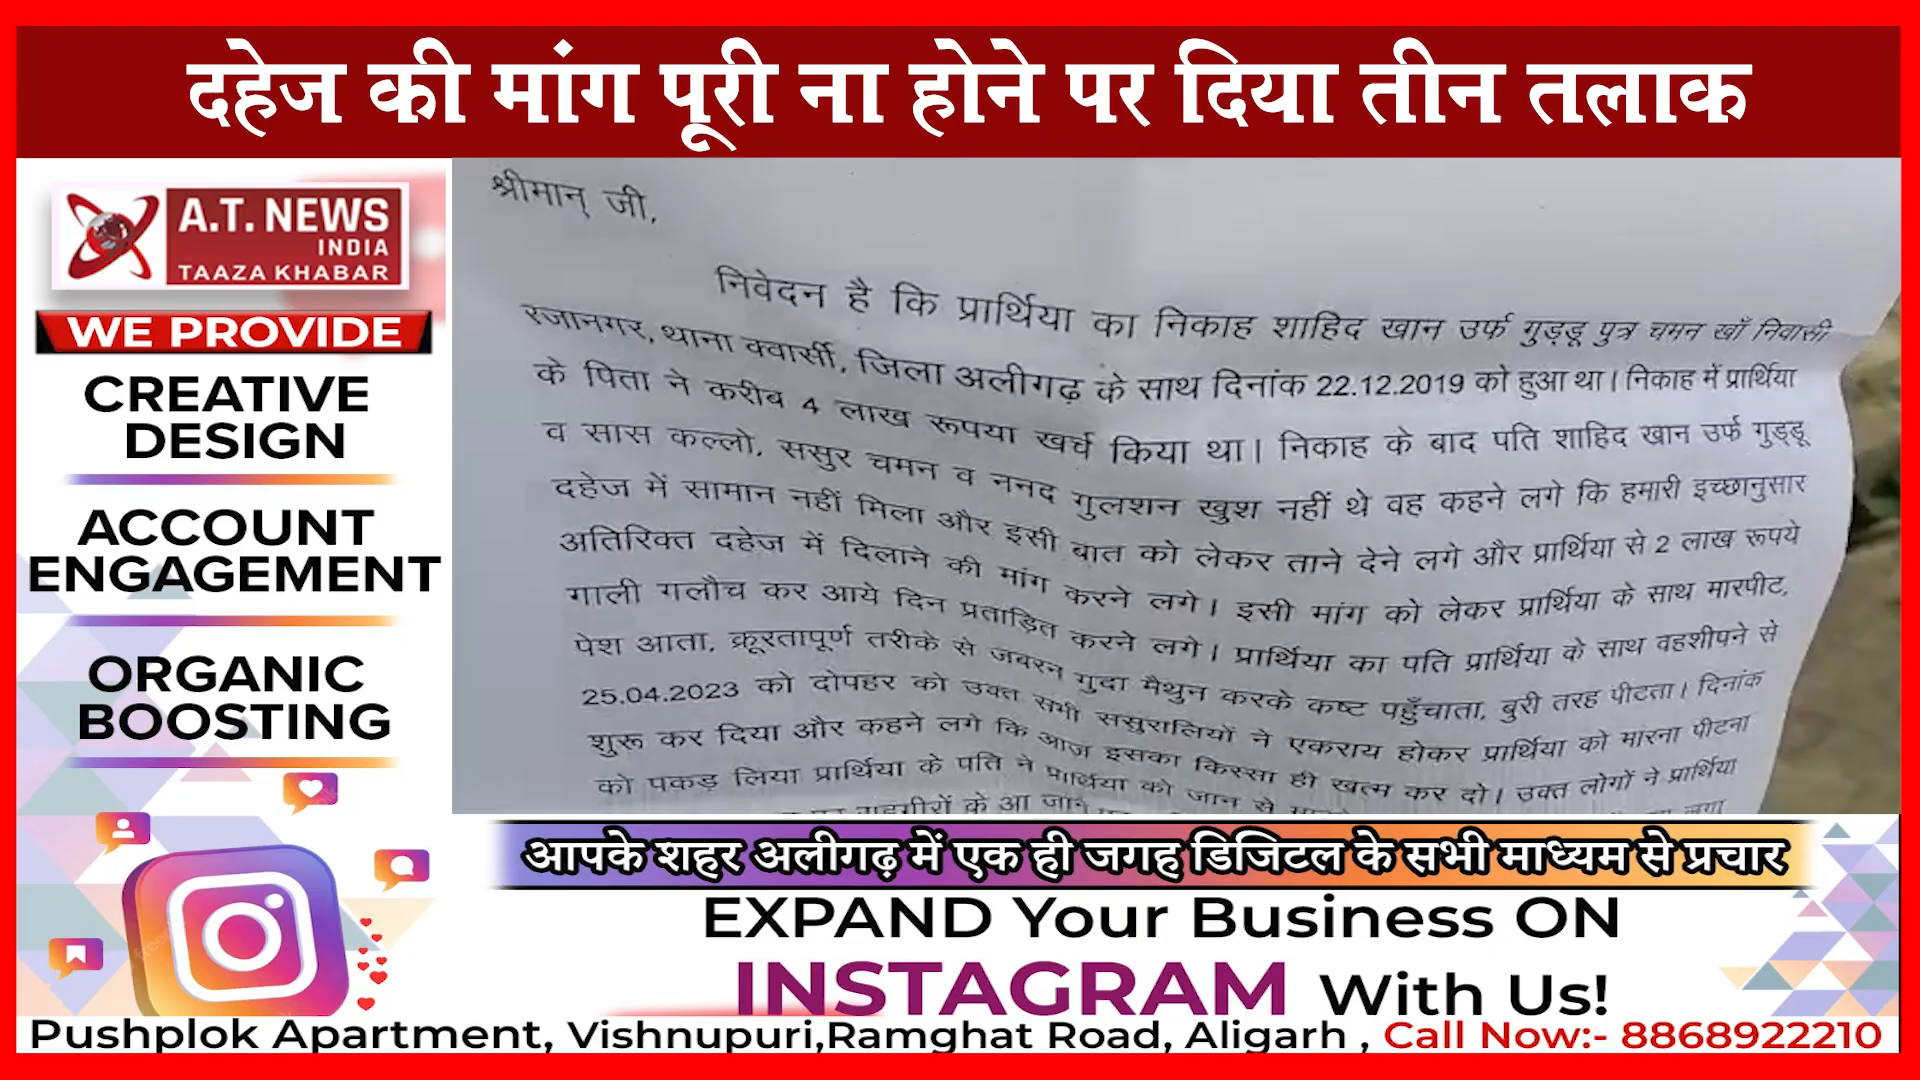 दहेज की मांग पूरी ना होने पर दिया तीन तलाक
A.T. NEWS
INDIA
TAAZA KHABAR
WE PROVIDE
CREATIVE
DESIGN
ACCOUNT
ENGAGEMENT
ORGANIC
BOOSTING
श्रीमान् जी,
निवेदन है कि प्रार्थिया का निकाह शाहिद खान उर्फ गुड्डू पुत्र चमन खाँ निवासी
रजानगर, थाना क्वार्सी, जिला अलीगढ़ के साथ दिनांक 22.12.2019 को हुआ था। निकाह में प्रार्थिया
के पिता ने करीब 4 लाख रूपया खर्च किया था। निकाह के बाद पति शाहिद खान उर्फ गुड्डू
व सास कल्लो, ससुर चमन व ननद गुलशन खुश नहीं थे वह कहने लगे कि हमारी इच्छानुसार
दहेज में सामान नहीं मिला और इसी बात को लेकर ताने देने लगे और प्रार्थिया से 2 लाख रूपये
अतिरिक्त दहेज में दिलाने की मांग करने लगे। इसी मांग को लेकर प्रार्थिया के साथ मारपीट,
गाली गलौच कर आये दिन प्रताड़ित करने लगे। प्रार्थिया का पति प्रार्थिया के साथ वहशीपने से
पेश आता, क्रूरतापूर्ण तरीके से जबरन गुदा मैथुन करके कष्ट पहुँचाता, बुरी तरह पीटता। दिनांक
25.04.2023 को दोपहर को उक्त सभी ससुरालियों ने एकराय होकर प्रार्थिया को मारना पीटना
शुरू कर दिया और कहने लगे कि आज इसका किस्सा ही खत्म कर दो। उक्त लोगों ने प्रार्थिया
को पकड़ लिया प्रार्थिया के पति ने प्रार्थिया को जान से
राहगीरों के आ जाने
आपके शहर अलीगढ़ में एक ही जगह डिजिटल के सभी माध्यम से प्रचार
EXPAND Your Business ON
INSTAGRAM With Us!
Pushplok Apartment, Vishnupuri,Ramghat Road, Aligarh , Call Now:- 8868922210